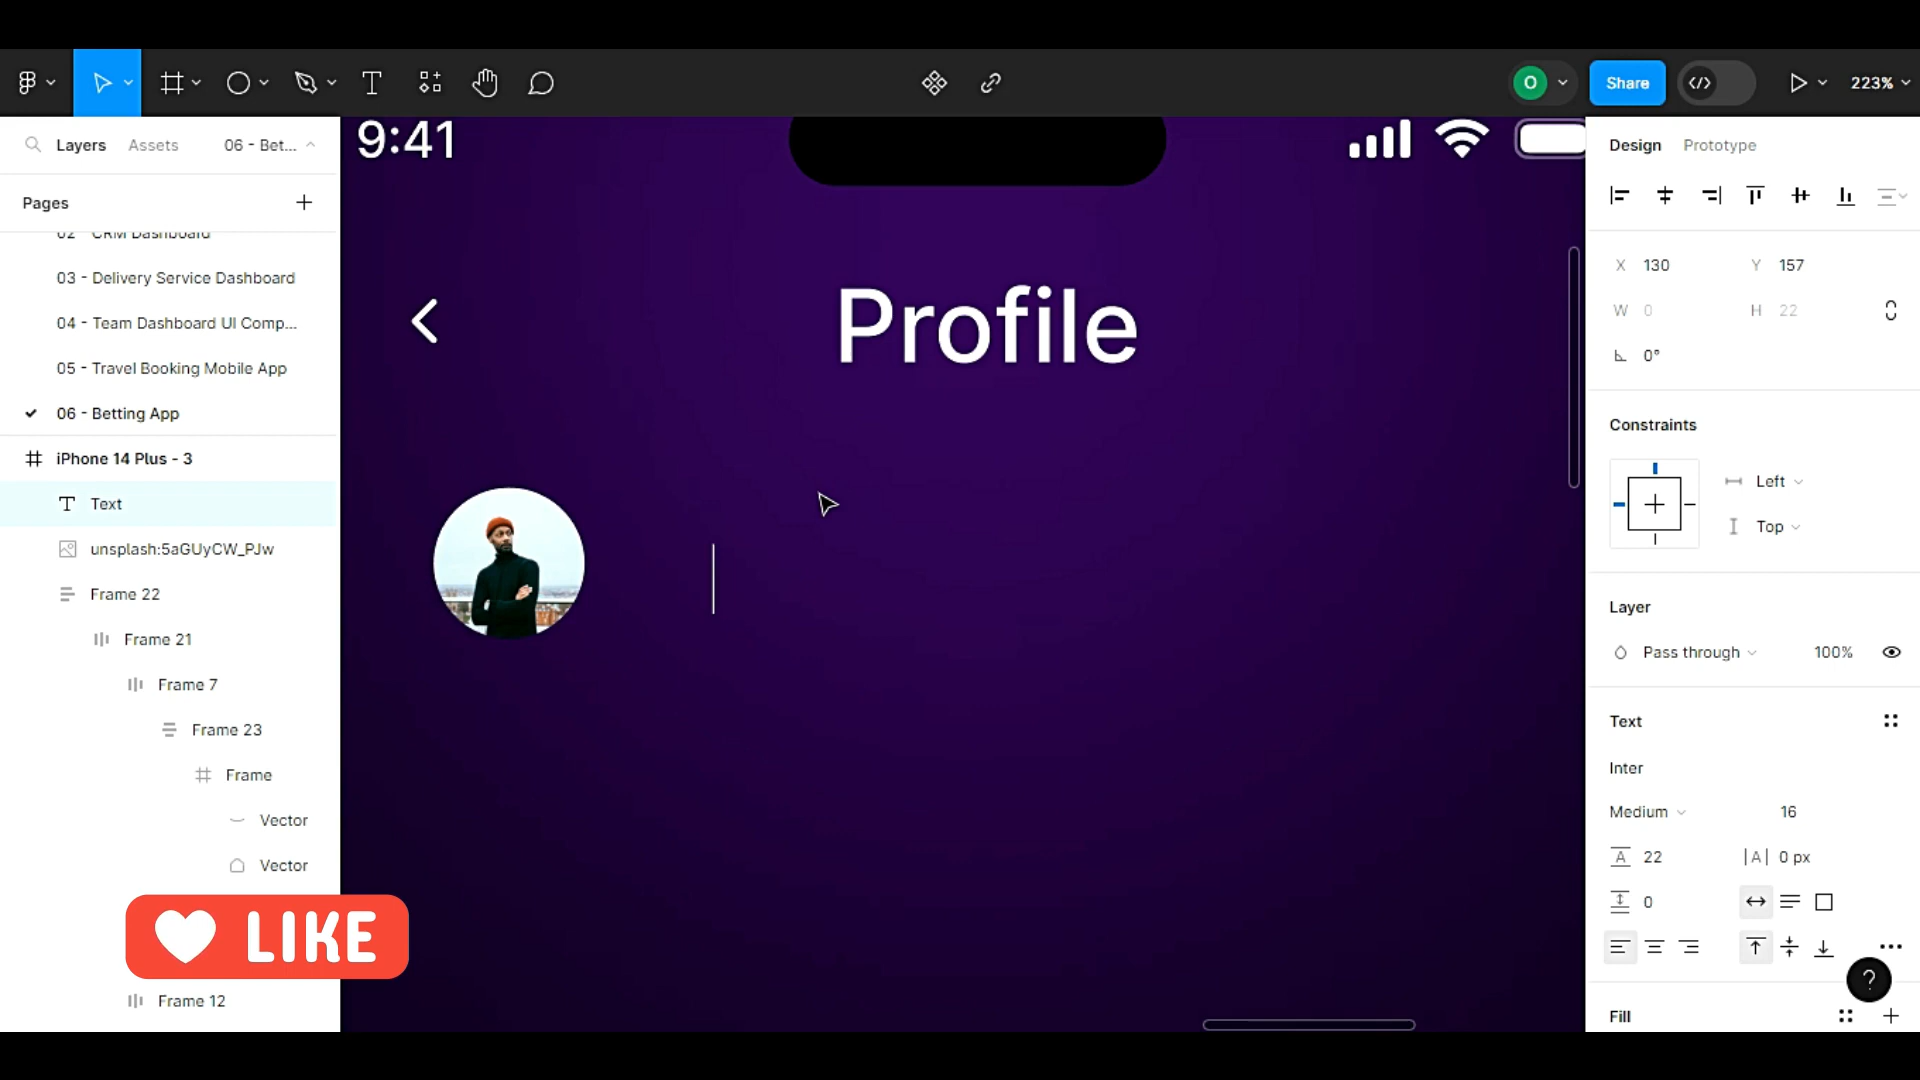 O
Share
223%
Layers
Assets
06 - Bet...
Pages
02 - CRM Dashboard
03 - Delivery Service Dashboard
04 - Team Dashboard UI Comp...
05 - Travel Booking Mobile App
06 - Betting App
iPhone 14 Plus - 3
Text
unsplash:5aGUyCW_PJw
Frame 22
Frame 21
Frame 7
Frame 23
Frame
Vector
Vector
LIKE
Frame 12
9:41
Profile
Design
Prototype
X 130
Y 157
W 0
H 22
0°
Constraints
Left
Top
Layer
Pass through
100%
Text
Inter
Medium
16
A 22
|A| 0 px
0
?
Fill